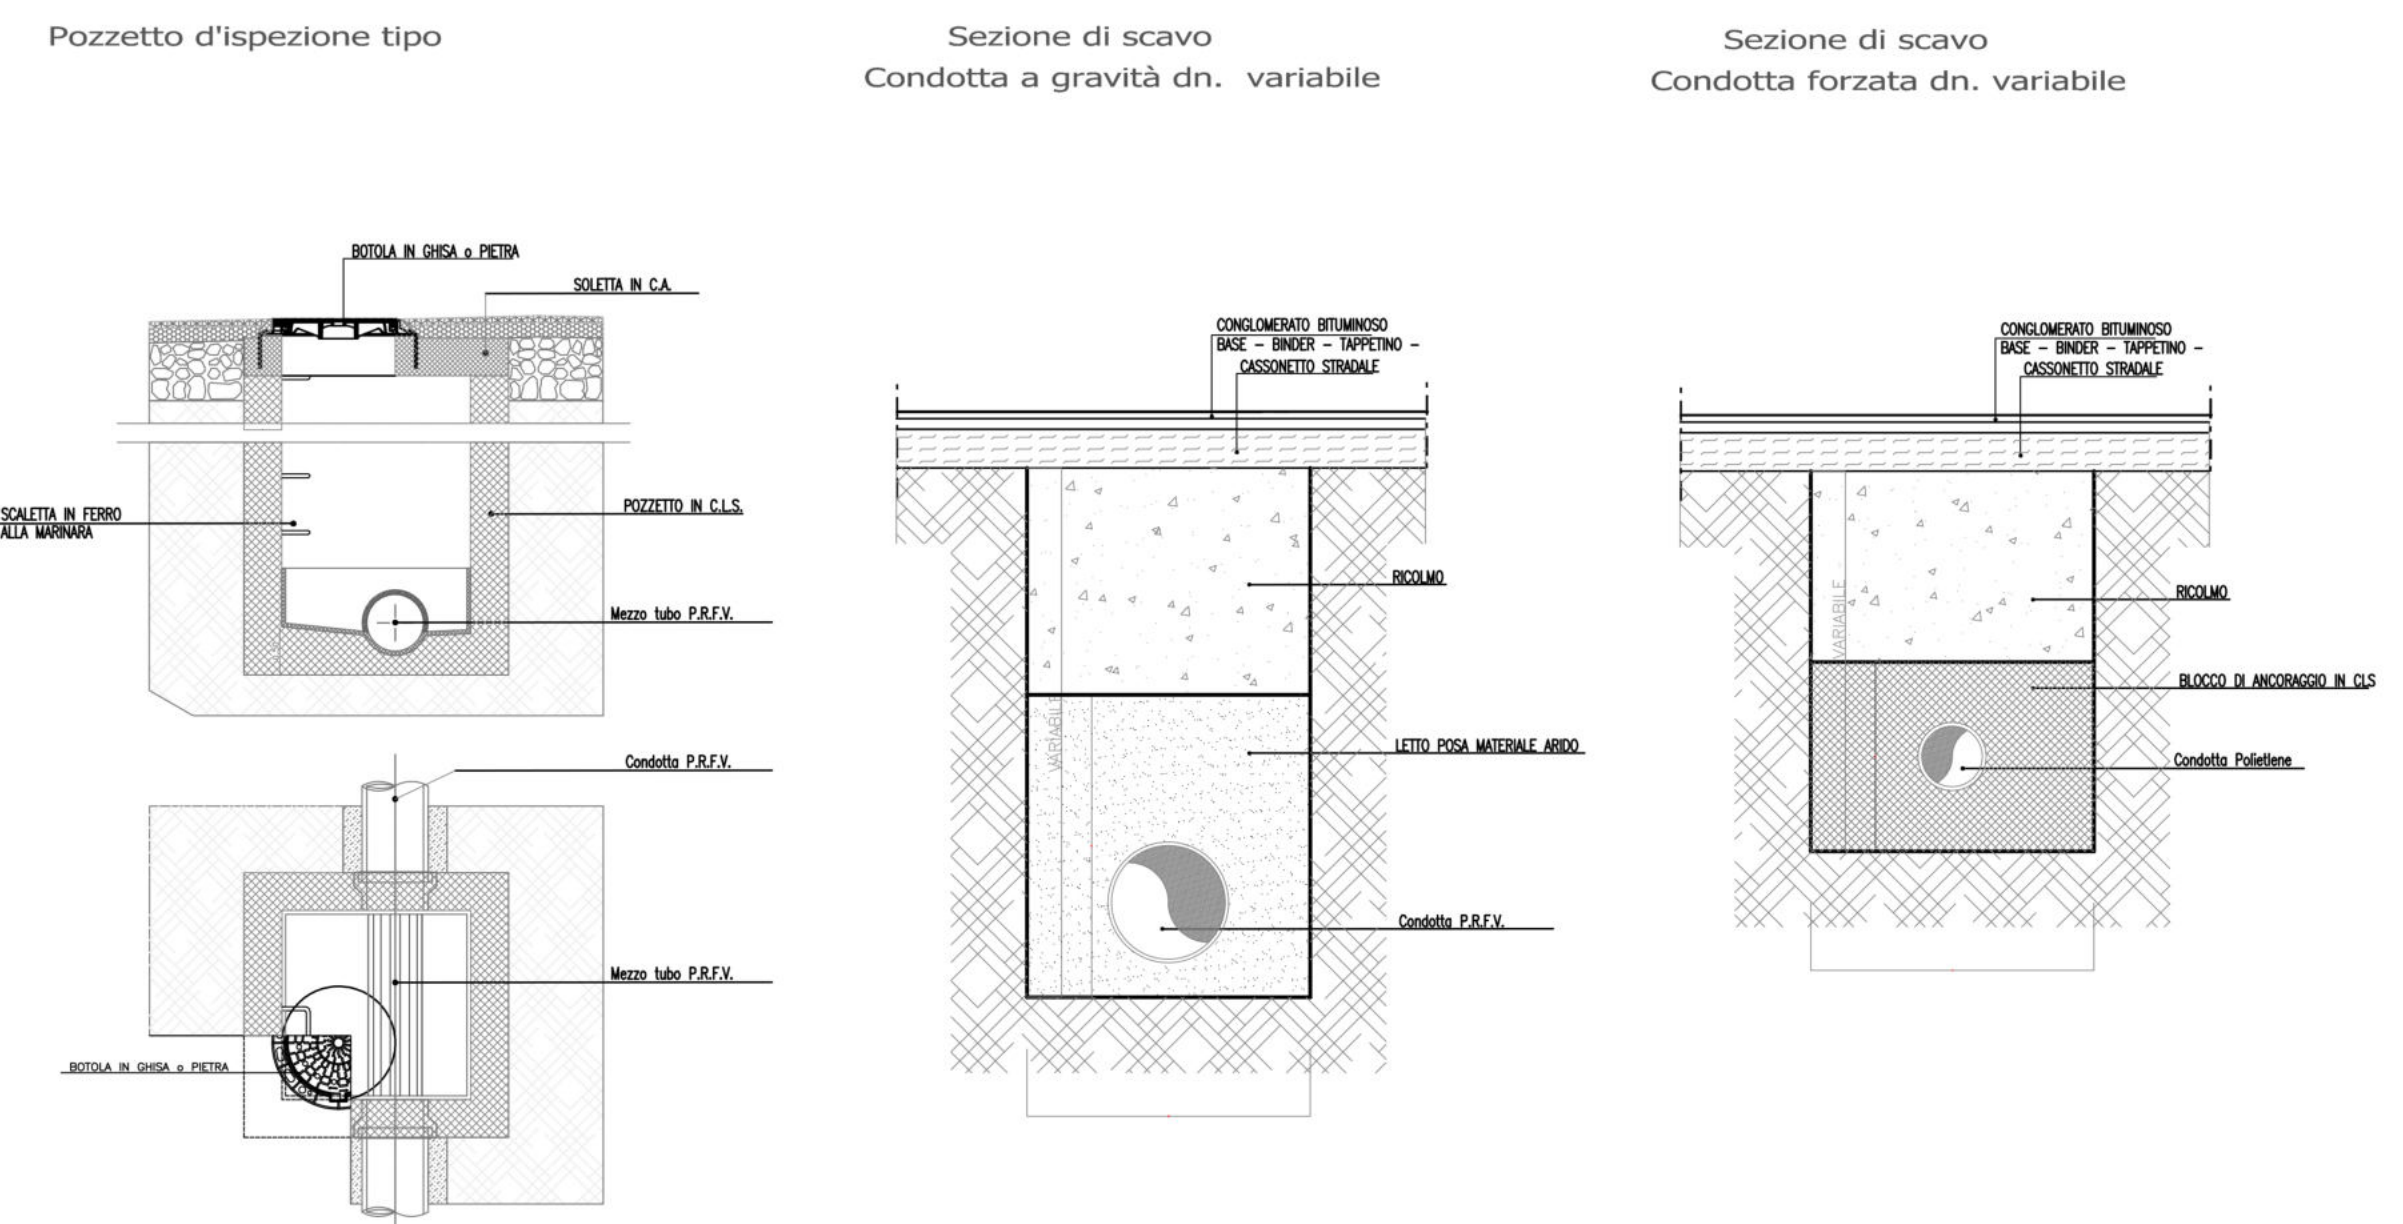 Pozzetto d'ispezione tipo
BOTOLA IN GHISA o PIETRA
SOLETTA IN C.A.
SCALETTA IN FERRO
ALLA MARINARA
POZZETTO IN C.L.S.
Mezzo tubo P.R.F.V.
Condotta P.R.F.V.
Mezzo tubo P.R.F.V.
BOTOLA IN GHISA o PIETRA
Sezione di scavo
Condotta a gravità dn. variabile
CONGLOMERATO BITUMINOSO
BASE – BINDER – TAPPETINO –
CASSONETTO STRADALE
RICOLMO
VARIABILE
LETTO POSA MATERIALE ARIDO
Condotta P.R.F.V.
Sezione di scavo
Condotta forzata dn. variabile
CONGLOMERATO BITUMINOSO
BASE – BINDER – TAPPETINO –
CASSONETTO STRADALE
VARIABILE
RICOLMO
BLOCCO DI ANCORAGGIO IN CLS
Condotta Polietlene